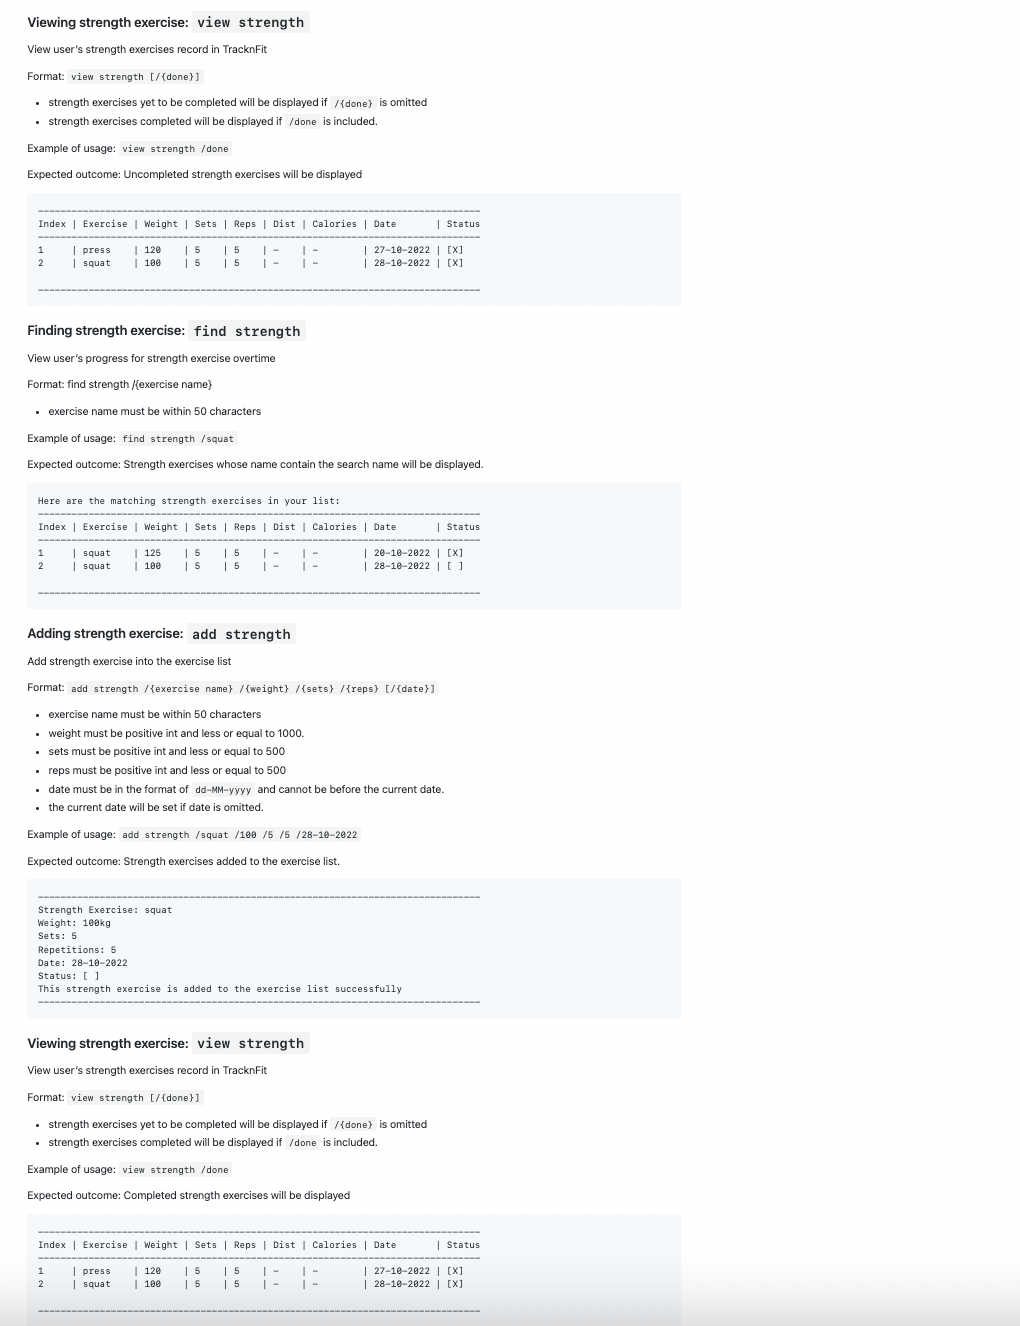 Viewing strength exercise: view strength
View user's strength exercises record in TracknFit
Format: view strength [/{done}]
• strength exercises yet to be completed will be displayed if /{done} is omitted
• strength exercises completed will be displayed if /done is included.
Example of usage: view strength /done
Expected outcome: Uncompleted strength exercises will be displayed
_______________________________________________________________________________
Index | Exercise | Weight | Sets | Reps | Dist | Calories | Date       | Status
_______________________________________________________________________________
1     | press    | 120    | 5    | 5    | –    | –        | 27–10–2022 | [X]
2     | squat    | 100    | 5    | 5    | –    | –        | 28–10–2022 | [X]
_______________________________________________________________________________
Finding strength exercise: find strength
View user's progress for strength exercise overtime
Format: find strength /{exercise name}
• exercise name must be within 50 characters
Example of usage: find strength /squat
Expected outcome: Strength exercises whose name contain the search name will be displayed.
Here are the matching strength exercises in your list:
_______________________________________________________________________________
Index | Exercise | Weight | Sets | Reps | Dist | Calories | Date       | Status
_______________________________________________________________________________
1     | squat    | 125    | 5    | 5    | –    | –        | 20–10–2022 | [X]
2     | squat    | 100    | 5    | 5    | –    | –        | 28–10–2022 | [ ]
_______________________________________________________________________________
Adding strength exercise: add strength
Add strength exercise into the exercise list
Format: add strength /{exercise name} /{weight} /{sets} /{reps} [/{date}]
• exercise name must be within 50 characters
• weight must be positive int and less or equal to 1000.
• sets must be positive int and less or equal to 500
• reps must be positive int and less or equal to 500
• date must be in the format of dd–MM–yyyy and cannot be before the current date.
• the current date will be set if date is omitted.
Example of usage: add strength /squat /100 /5 /5 /28–10–2022
Expected outcome: Strength exercises added to the exercise list.
_______________________________________________________________________________
Strength Exercise: squat
Weight: 100kg
Sets: 5
Repetitions: 5
Date: 28–10–2022
Status: [ ]
This strength exercise is added to the exercise list successfully
_______________________________________________________________________________
Viewing strength exercise: view strength
View user's strength exercises record in TracknFit
Format: view strength [/{done}]
• strength exercises yet to be completed will be displayed if /{done} is omitted
• strength exercises completed will be displayed if /done is included.
Example of usage: view strength /done
Expected outcome: Completed strength exercises will be displayed
_______________________________________________________________________________
Index | Exercise | Weight | Sets | Reps | Dist | Calories | Date       | Status
_______________________________________________________________________________
1     | press    | 120    | 5    | 5    | –    | –        | 27–10–2022 | [X]
2     | squat    | 100    | 5    | 5    | –    | –        | 28–10–2022 | [X]
_______________________________________________________________________________